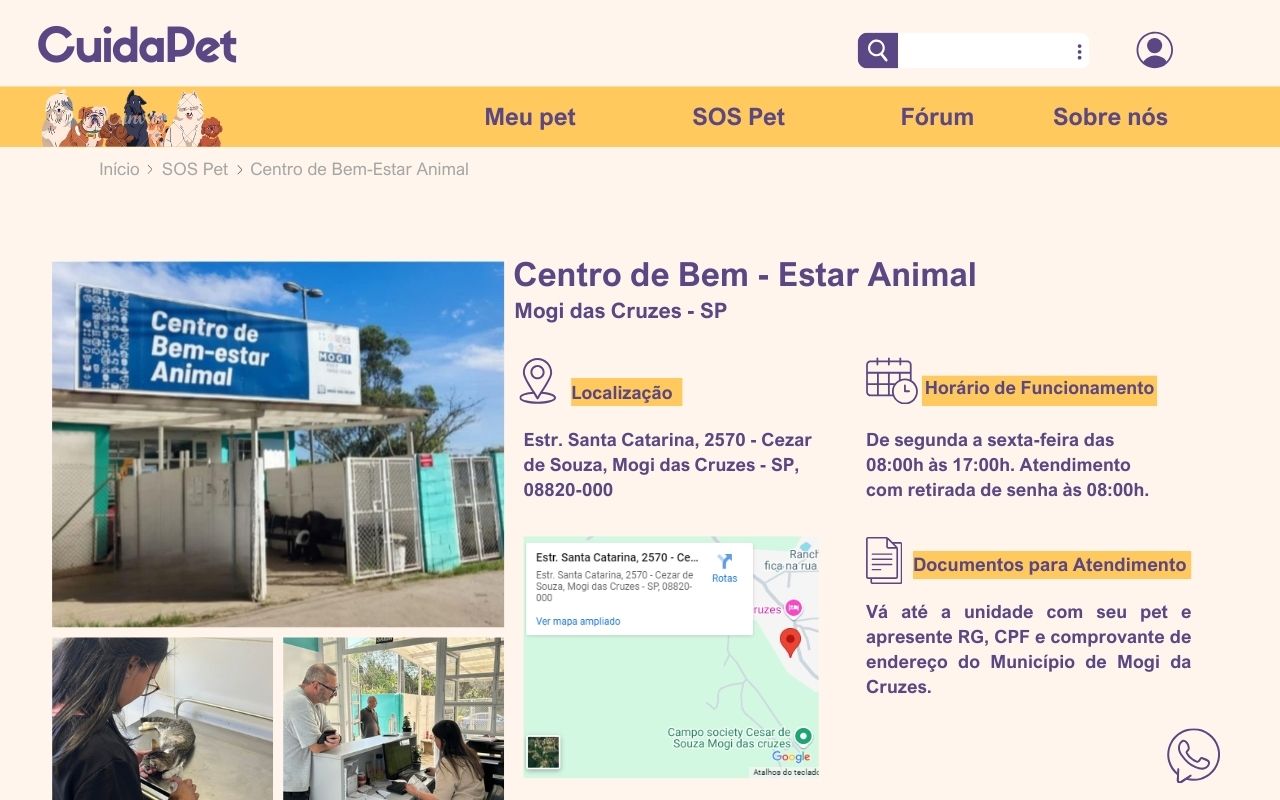 CuidaPet
Meu pet
SOS Pet
Fórum
Sobre nós
Início > SOS Pet > Centro de Bem-Estar Animal
Centro de
Bem-estar
Animal
MOGI
Centro de Bem - Estar Animal
Mogi das Cruzes - SP
Localização
Estr. Santa Catarina, 2570 - Cezar
de Souza, Mogi das Cruzes - SP,
08820-000
Horário de Funcionamento
De segunda a sexta-feira das
08:00h às 17:00h. Atendimento
com retirada de senha às 08:00h.
Estr. Santa Catarina, 2570 - Ce...
Estr. Santa Catarina, 2570 - Cezar de
Souza, Mogi das Cruzes - SP, 08820-
000
Rotas
Ver mapa ampliado
Ranch
fica na rua
ruzes
Campo society Cesar de
Souza Mogi das cruzes
Google
Atalhos do teclado
Documentos para Atendimento
Vá até a unidade com seu pet e
apresente RG, CPF e comprovante de
endereço do Município de Mogi da
Cruzes.